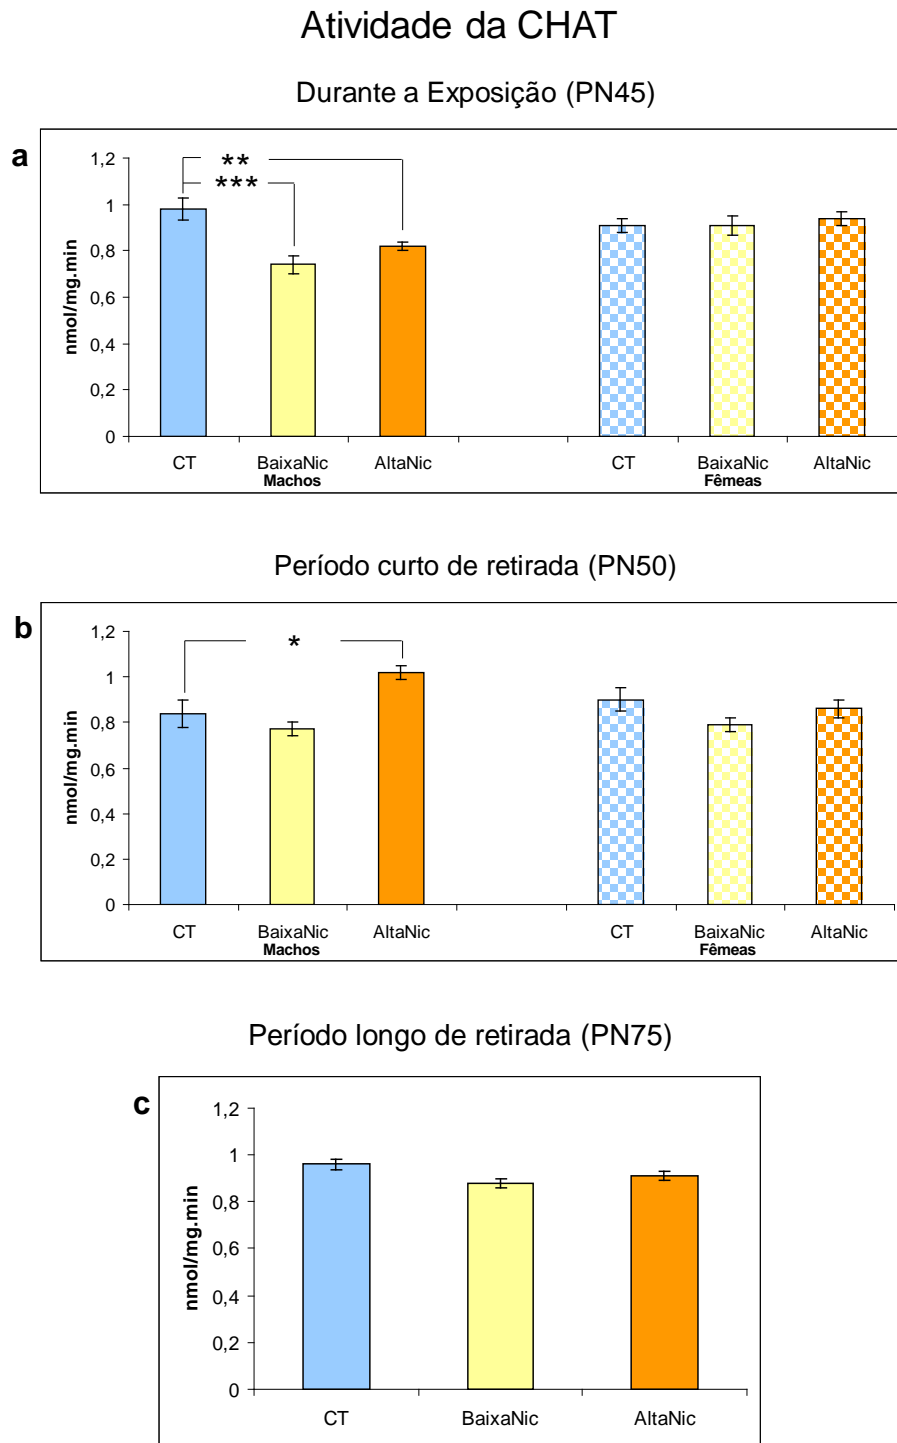 Atividade da CHAT
Durante a Exposição (PN45)
a
nmol/mg.min
1,2
1
0,8
0,6
0,4
0,2
0
**
***
CT BaixaNic AltaNic CT BaixaNic AltaNic
Machos Fêmeas
Período curto de retirada (PN50)
b
nmol/mg.min
1,2
1
0,8
0,6
0,4
0,2
0
*
CT BaixaNic AltaNic CT BaixaNic AltaNic
Machos Fêmeas
Período longo de retirada (PN75)
c
nmol/mg.min
1,2
1
0,8
0,6
0,4
0,2
0
CT BaixaNic AltaNic